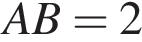 AB = 2